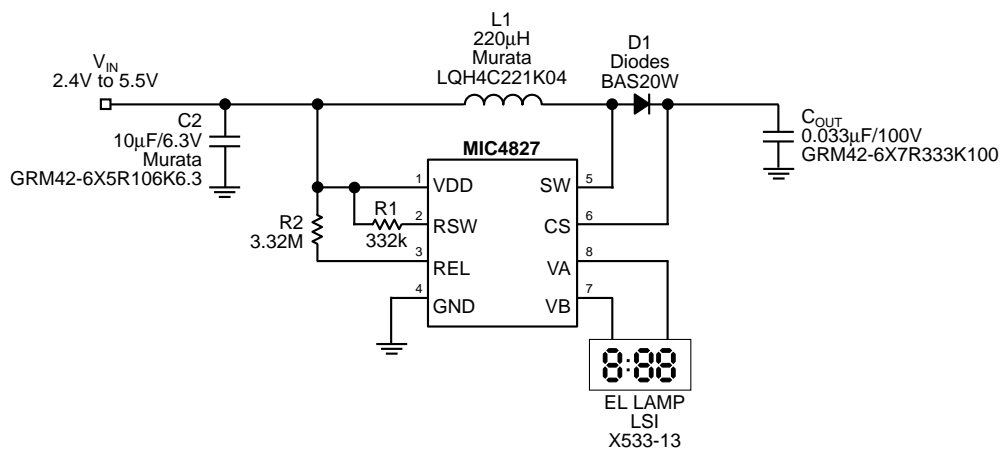 L1
220µH
Murata
LQH4C221K04
D1
Diodes
BAS20W
VIN
2.4V to 5.5V
C2
10µF/6.3V
Murata
GRM42-6X5R106K6.3
COUT
0.033µF/100V
GRM42-6X7R333K100
MIC4827
1 VDD
SW 5
R1
332k
2 RSW
CS 6
R2
3.32M
3 REL
VA 8
4 GND
VB 7
8:88
EL LAMP
LSI
X533-13